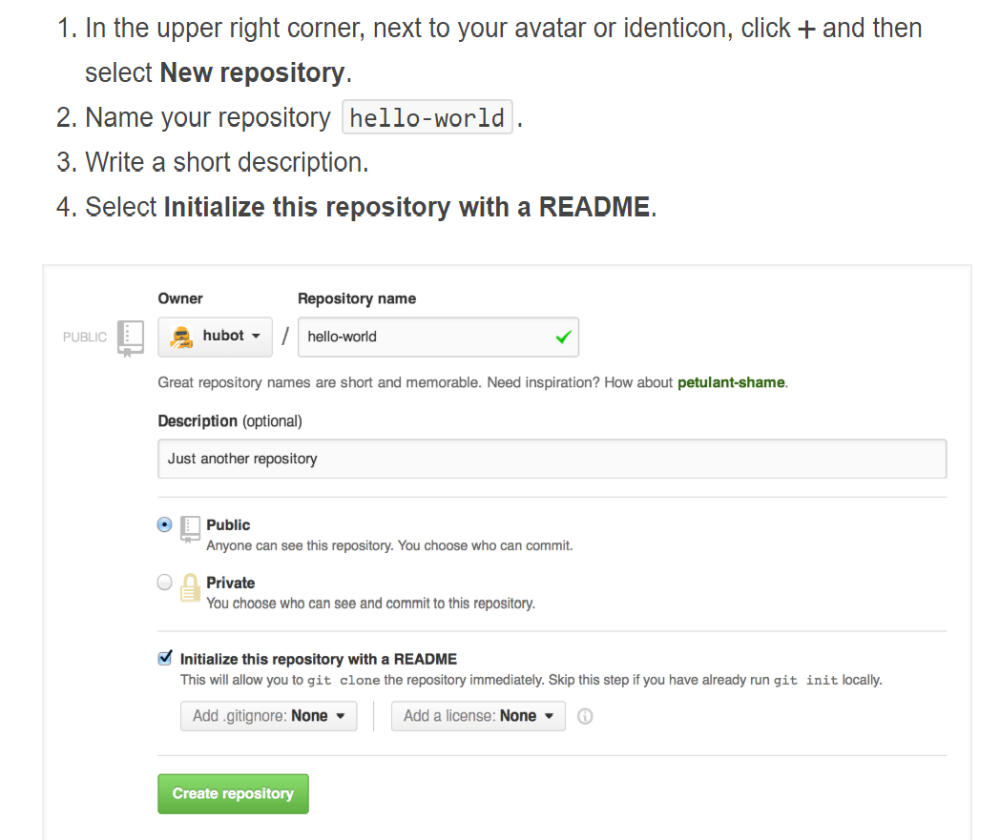 1. In the upper right corner, next to your avatar or identicon, click + and then
select New repository.
2. Name your repository hello-world.
3. Write a short description.
4. Select Initialize this repository with a README.
Owner Repository name
PUBLIC hubot / hello-world
Great repository names are short and memorable. Need inspiration? How about petulant-shame.
Description (optional)
Just another repository
Public
Anyone can see this repository. You choose who can commit.
Private
You choose who can see and commit to this repository.
Initialize this repository with a README
This will allow you to git clone the repository immediately. Skip this step if you have already run git init locally.
Add .gitignore: None Add a license: None
Create repository